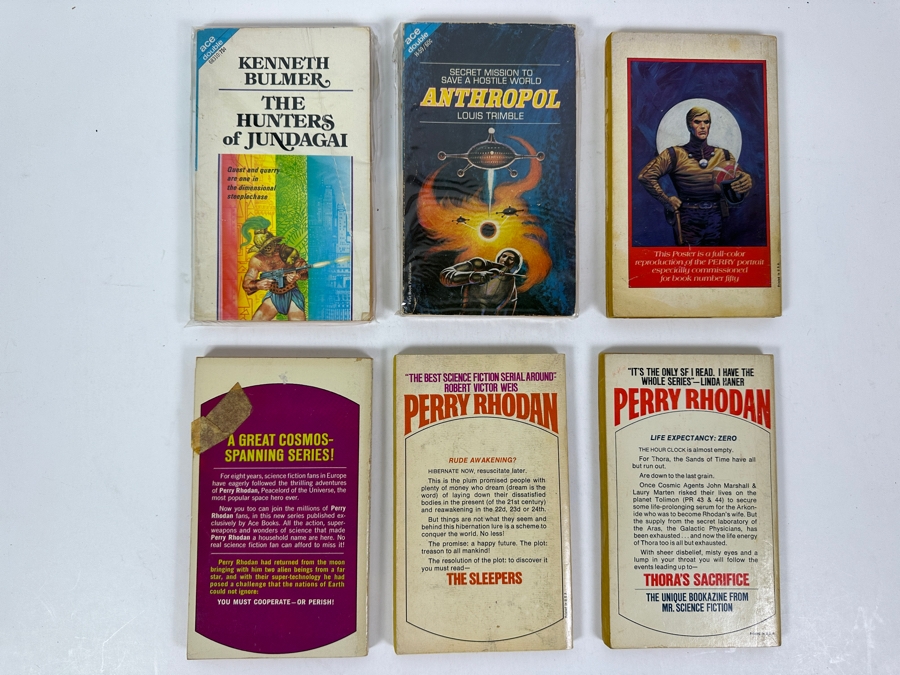 ace
double
KENNETH
BULMER
THE
HUNTERS
of JUNDAGAI
Quest and quarry
are one in
the dimensional
steeplechase
ace
double
SECRET MISSION TO
SAVE A HOSTILE WORLD
ANTHROPOL
LOUIS TRIMBLE
This Poster is a full-color
reproduction of the PERRY portrait
especially commissioned
for book number fifty
A GREAT COSMOS-
SPANNING SERIES!
For eight years, science fiction fans in Europe
have eagerly followed the thrilling adventures
of Perry Rhodan, Peacelord of the Universe, the
most popular space hero ever.
Now you too can join the millions of Perry
Rhodan fans, in this new series published ex-
clusively by Ace Books. All the action, super-
weapons and wonders of science that made
Perry Rhodan a household name are here. No
real science fiction fan can afford to miss it!
Perry Rhodan had returned from the moon
bringing with him two alien beings from a far
star, and with their super-technology he had
posed a challenge that the nations of Earth
could not ignore:
YOU MUST COOPERATE—OR PERISH!
"THE BEST SCIENCE FICTION SERIAL AROUND"-
ROBERT VICTOR WEIS
PERRY RHODAN
RUDE AWAKENING?
HIBERNATE NOW, resuscitate later.
This is the plum promised people with
plenty of money who dream (dream is the
word) of laying down their dissatisfied
bodies in the present (of the 21st century)
and reawakening in the 22d, 23d or 24th.
But things are not what they seem and
behind this hibernation lure is a scheme to
conquer the world. No less!
The promise: a happy future. The plot:
treason to all mankind!
The resolution of the plot: to discover it
you must read—
THE SLEEPERS
"IT'S THE ONLY SF I READ. I HAVE THE
WHOLE SERIES"—LINDA HANER
PERRY RHODAN
LIFE EXPECTANCY: ZERO
THE HOUR CLOCK is almost empty.
For Thora, the Sands of Time have all
but run out.
Are down to the last grain.
Once Cosmic Agents John Marshall &
Laury Marten risked their lives on the
planet Tolimon (PR 43 & 44) to secure
some life-prolonging serum for the Arkon-
ide who was to become Rhodan's wife. But
the supply from the secret laboratory of
the Aras, the Galactic Physicians, has
been exhausted . . . and now the life energy
of Thora too is all but exhausted.
With sheer disbelief, misty eyes and a
lump in your throat you will follow the
events leading up to—
THORA'S SACRIFICE
THE UNIQUE BOOKAZINE FROM
MR. SCIENCE FICTION